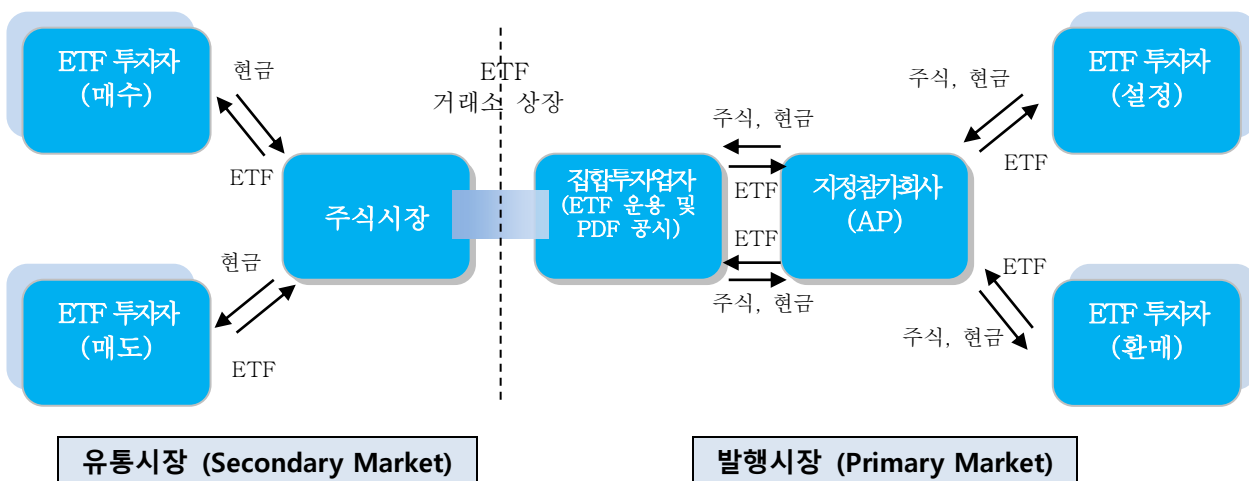 ETF 투자자
(매수)
현금
ETF
주식시장
현금
ETF
ETF 투자자
(매도)
ETF
거래소 상장
집합투자업자
(ETF 운용 및
PDF 공시)
주식, 현금
ETF
ETF
주식, 현금
지정참가회사
(AP)
주식, 현금
ETF
ETF 투자자
(설정)
ETF
주식, 현금
ETF 투자자
(환매)
유통시장 (Secondary Market)
발행시장 (Primary Market)